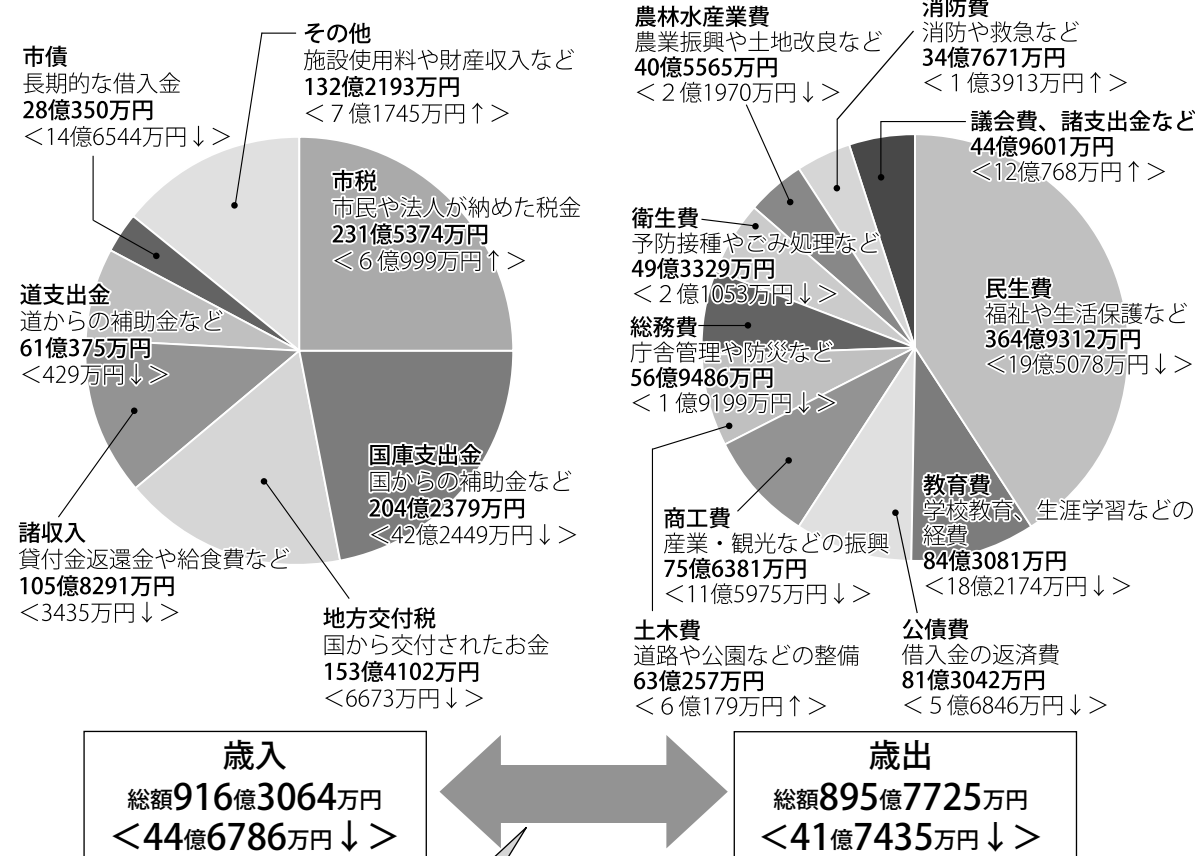 その他
施設使用料や財産収入など
132億2193万円
＜７億1745万円↑＞
市債
長期的な借入金
28億350万円
＜14億6544万円↓＞
市税
市民や法人が納めた税金
231億5374万円
＜６億999万円↑＞
道支出金
道からの補助金など
61億375万円
＜429万円↓＞
国庫支出金
国からの補助金など
204億2379万円
＜42億2449万円↓＞
諸収入
貸付金返還金や給食費など
105億8291万円
＜3435万円↓＞
地方交付税
国から交付されたお金
153億4102万円
＜6673万円↓＞
歳入
総額916億3064万円
＜44億6786万円↓＞
農林水産業費
農業振興や土地改良など
40億5565万円
＜２億1970万円↓＞
消防費
消防や救急など
34億7671万円
＜１億3913万円↑＞
議会費、諸支出金など
44億9601万円
＜12億768万円↑＞
衛生費
予防接種やごみ処理など
49億3329万円
＜２億1053万円↓＞
総務費
庁舎管理や防災など
56億9486万円
＜１億9199万円↓＞
民生費
福祉や生活保護など
364億9312万円
＜19億5078万円↓＞
教育費
学校教育、生涯学習などの
経費
84億3081万円
＜18億2174万円↓＞
商工費
産業・観光などの振興
75億6381万円
＜11億5975万円↓＞
土木費
道路や公園などの整備
63億257万円
＜６億179万円↑＞
公債費
借入金の返済費
81億3042万円
＜５億6846万円↓＞
歳出
総額895億7725万円
＜41億7435万円↓＞